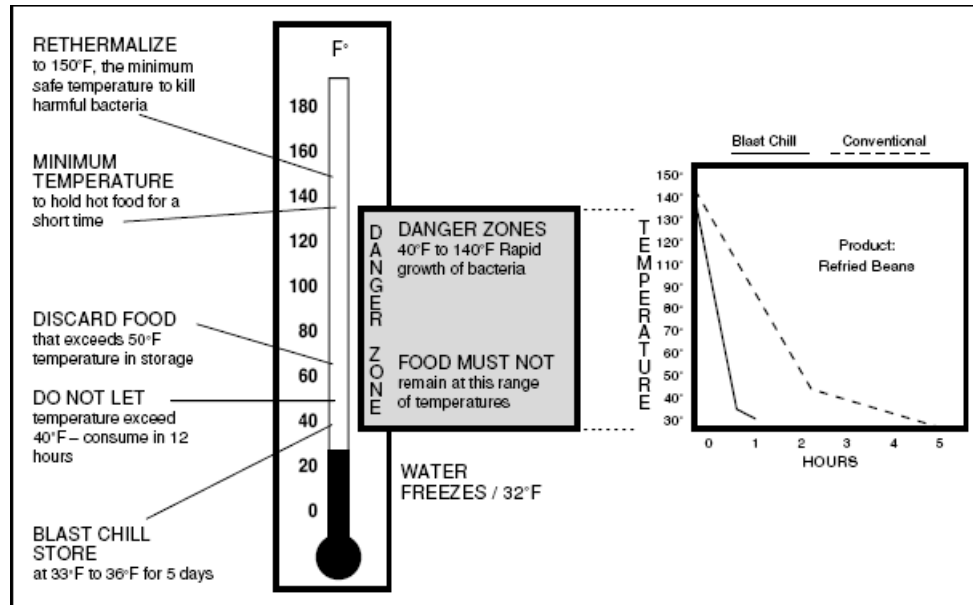 RETHERMALIZE
to 150°F, the minimum
safe temperature to kill
harmful bacteria
MINIMUM
TEMPERATURE
to hold hot food for a
short time
DISCARD FOOD
that exceeds 50°F
temperature in storage
DO NOT LET
temperature exceed
40°F – consume in 12
hours
BLAST CHILL
STORE
at 33°F to 36°F for 5 days
F°
180
160
140
120
100
80
60
40
20
0
DANGER ZONE
DANGER ZONES
40°F to 140°F Rapid
growth of bacteria
FOOD MUST NOT
remain at this range
of temperatures
WATER
FREEZES / 32°F
Blast Chill Conventional
TEMPERATURE
150°
140°
130°
120°
110°
90°
80°
70°
60°
50°
40°
30°
Product:
Refried Beans
0 1 2 3 4 5
HOURS